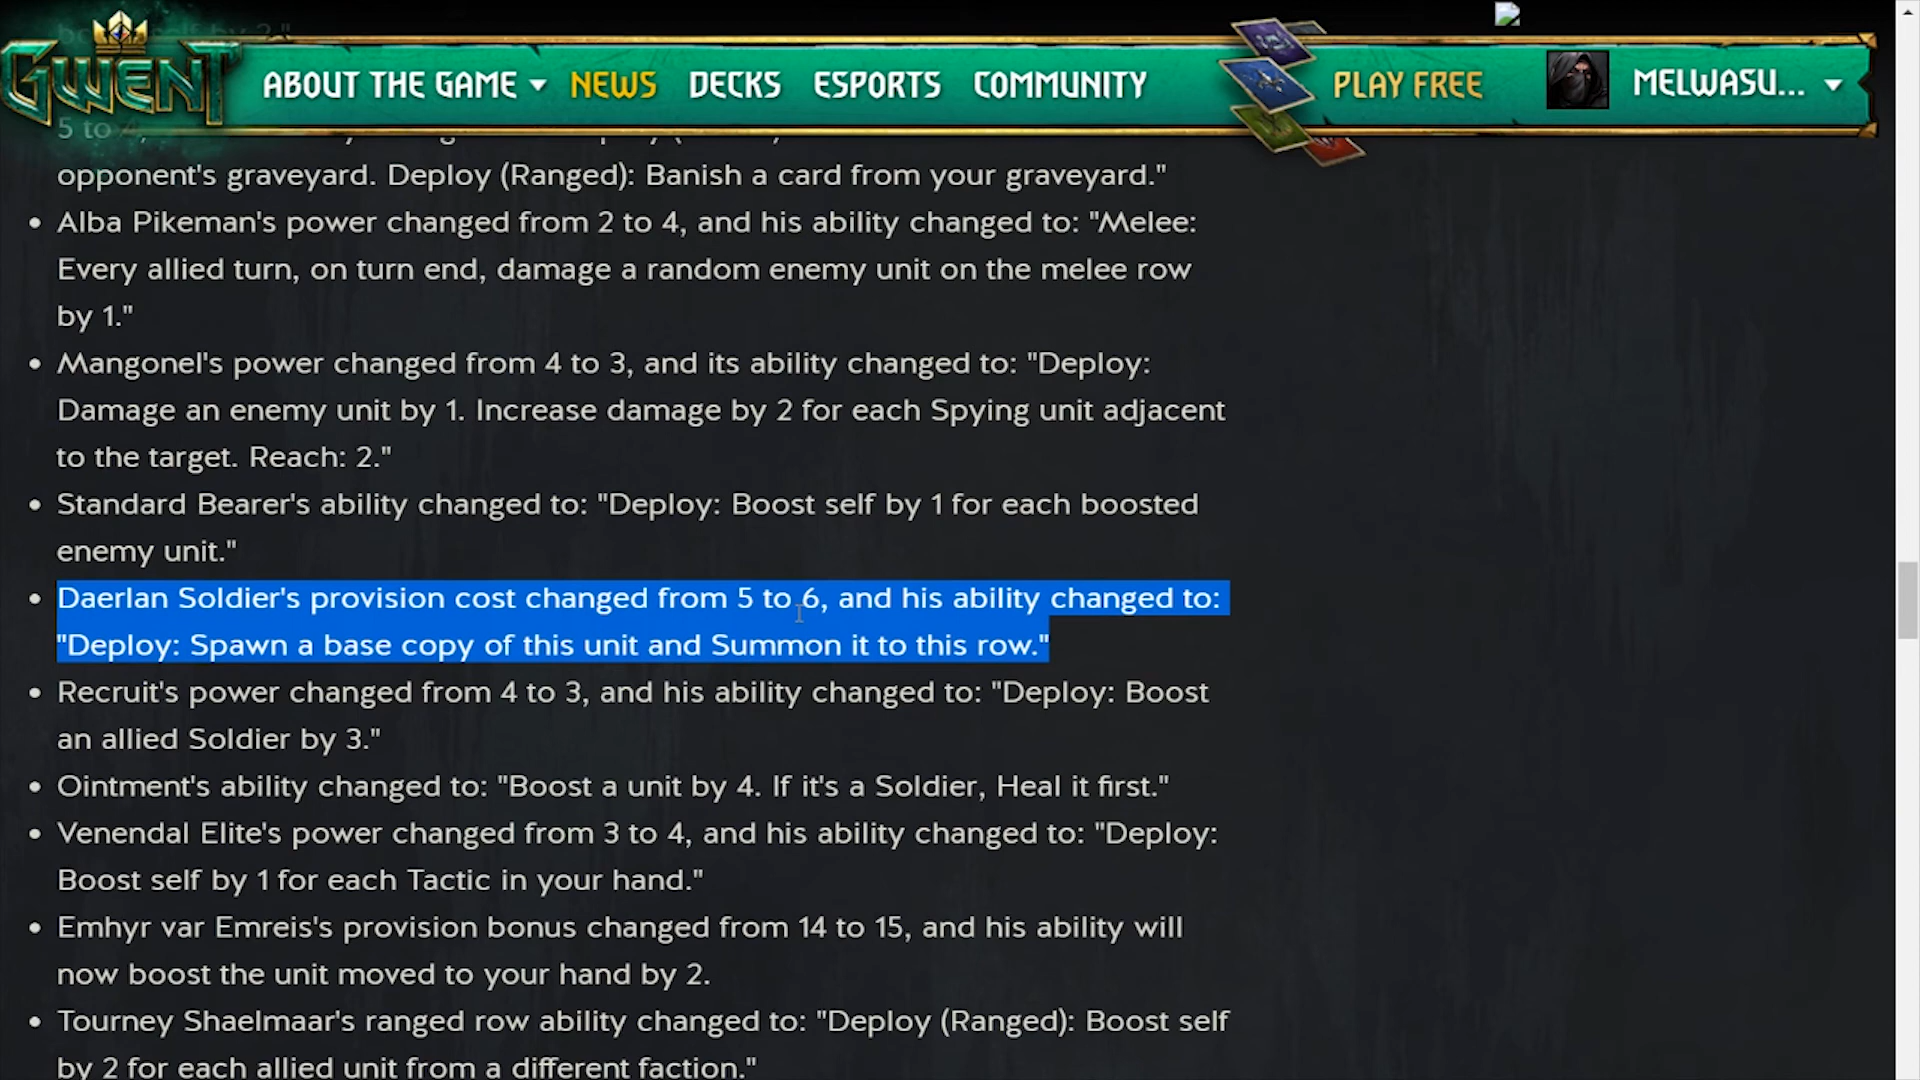 GWENT
ABOUT THE GAME NEWS DECKS ESPORTS COMMUNITY PLAY FREE MELWASU...
5 to
opponent's graveyard. Deploy (Ranged): Banish a card from your graveyard."
• Alba Pikeman's power changed from 2 to 4, and his ability changed to: "Melee:
Every allied turn, on turn end, damage a random enemy unit on the melee row
by 1."
• Mangonel's power changed from 4 to 3, and its ability changed to: "Deploy:
Damage an enemy unit by 1. Increase damage by 2 for each Spying unit adjacent
to the target. Reach: 2."
• Standard Bearer's ability changed to: "Deploy: Boost self by 1 for each boosted
enemy unit."
• Daerlan Soldier's provision cost changed from 5 to 6, and his ability changed to:
"Deploy: Spawn a base copy of this unit and Summon it to this row."
• Recruit's power changed from 4 to 3, and his ability changed to: "Deploy: Boost
an allied Soldier by 3."
• Ointment's ability changed to: "Boost a unit by 4. If it's a Soldier, Heal it first."
• Venendal Elite's power changed from 3 to 4, and his ability changed to: "Deploy:
Boost self by 1 for each Tactic in your hand."
• Emhyr var Emreis's provision bonus changed from 14 to 15, and his ability will
now boost the unit moved to your hand by 2.
• Tourney Shaelmaar's ranged row ability changed to: "Deploy (Ranged): Boost self
by 2 for each allied unit from a different faction."